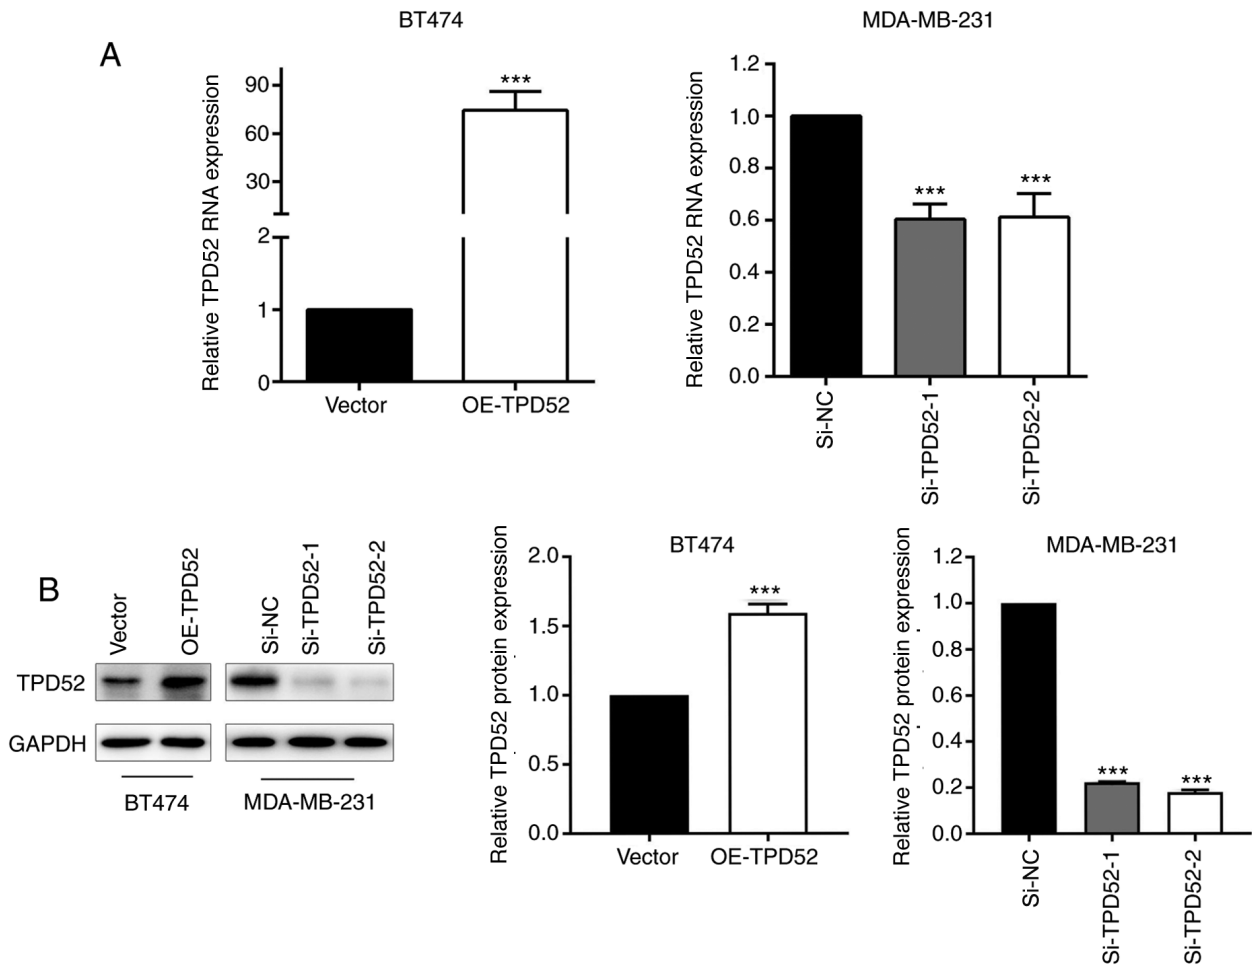 A
BT474
Relative TPD52 RNA expression
90
60
30
2
1
0
***
Vector
OE-TPD52
MDA-MB-231
Relative TPD52 RNA expression
1.2
1.0
0.8
0.6
0.4
0.2
0.0
***
***
Si-NC
Si-TPD52-1
Si-TPD52-2
B
Vector
OE-TPD52
Si-NC
Si-TPD52-1
Si-TPD52-2
TPD52
GAPDH
BT474
MDA-MB-231
BT474
Relative TPD52 protein expression
2.0
1.5
1.0
0.5
0.0
***
Vector
OE-TPD52
MDA-MB-231
Relative TPD52 protein expression
1.2
1.0
0.8
0.6
0.4
0.2
0.0
***
***
Si-NC
Si-TPD52-1
Si-TPD52-2